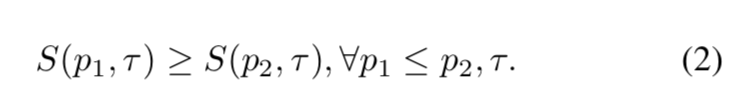 S(p₁, τ) ≥ S(p₂, τ), ∀p₁ ≤ p₂, τ. (2)